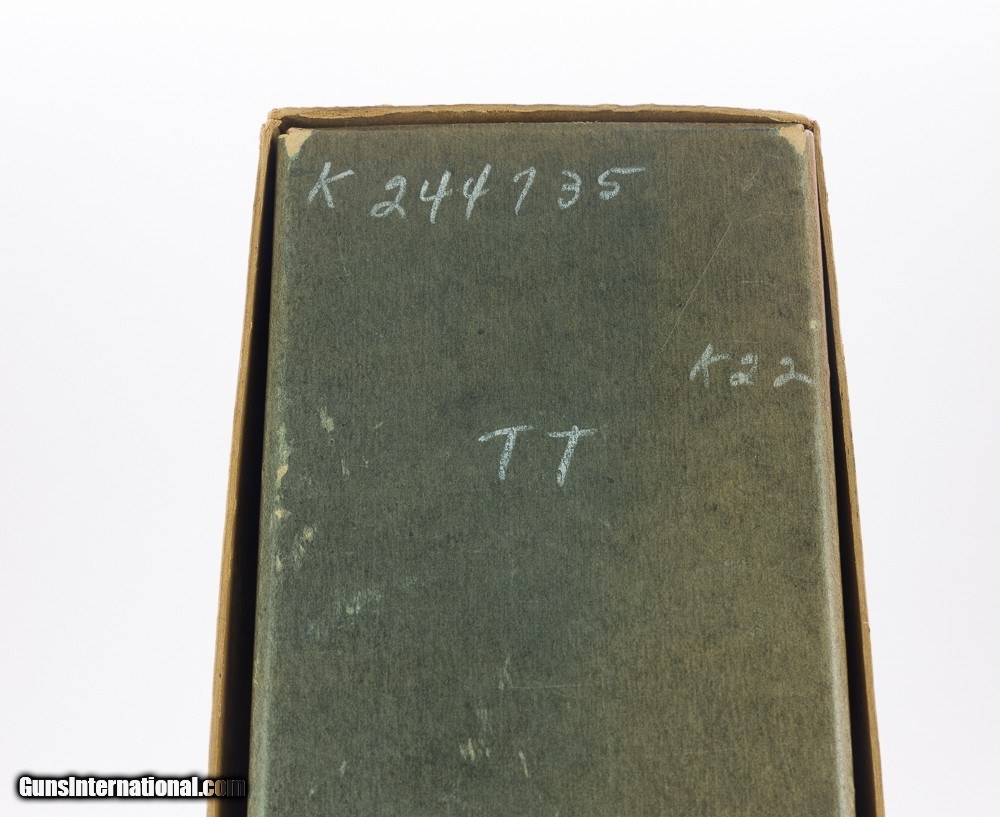 K 244735
K22
TT
GunsInternational.com